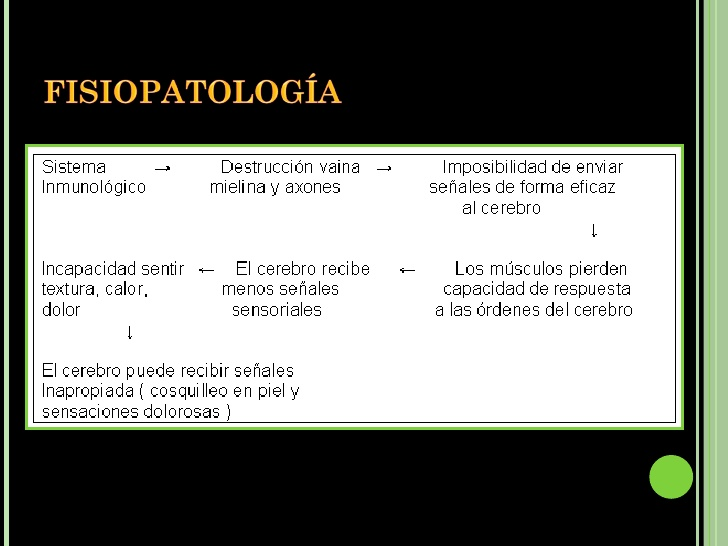 FISIOPATOLOGÍA
Sistema → Destrucción vaina → Imposibilidad de enviar
Inmunológico mielina y axones señales de forma eficaz
al cerebro
↓
Incapacidad sentir ← El cerebro recibe ← Los músculos pierden
textura, calor, menos señales capacidad de respuesta
dolor sensoriales a las órdenes del cerebro
↓
El cerebro puede recibir señales
Inapropiada ( cosquilleo en piel y
sensaciones dolorosas )